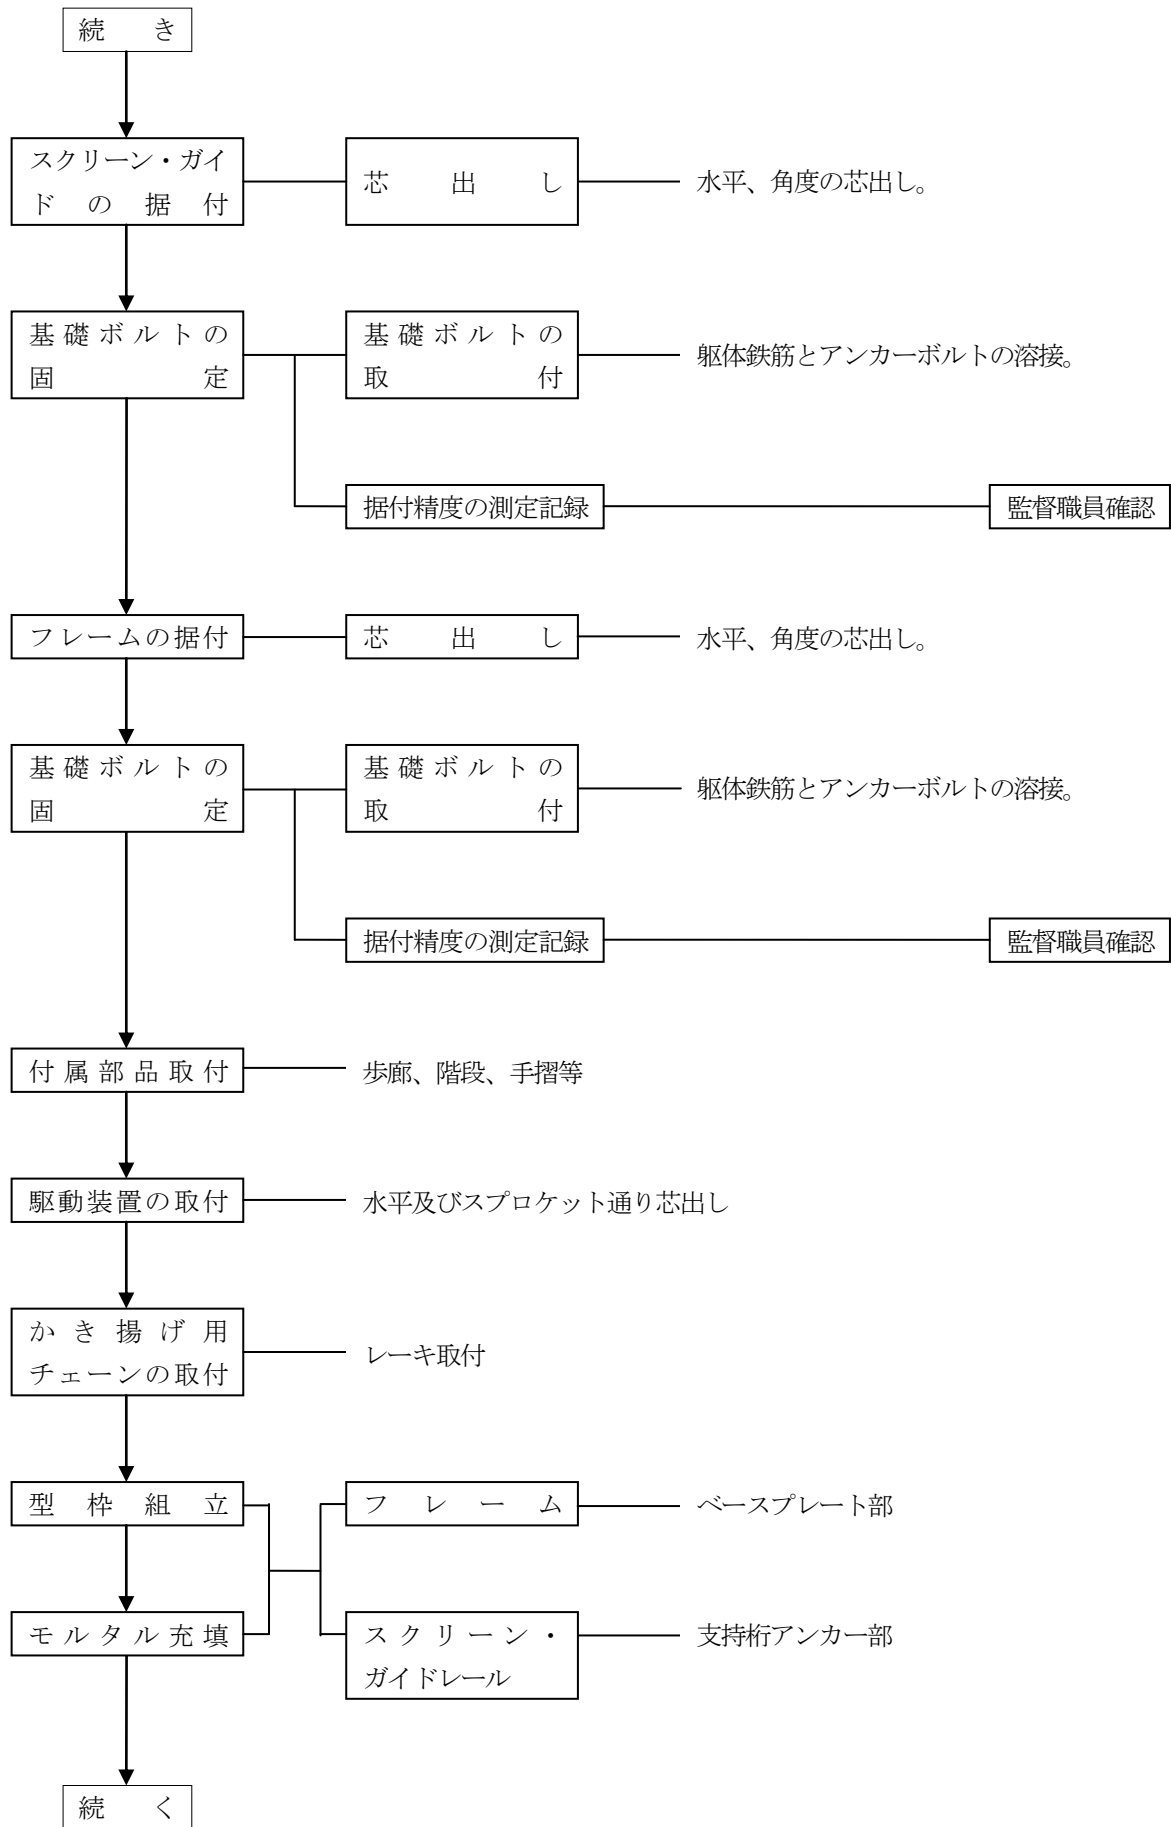 続き
スクリーン・ガイ
ドの据付
芯出し
水平、角度の芯出し。
基礎ボルトの
固定
基礎ボルトの
取付
躯体鉄筋とアンカーボルトの溶接。
据付精度の測定記録
監督職員確認
フレームの据付
芯出し
水平、角度の芯出し。
基礎ボルトの
固定
基礎ボルトの
取付
躯体鉄筋とアンカーボルトの溶接。
据付精度の測定記録
監督職員確認
付属部品取付
歩廊、階段、手摺等
駆動装置の取付
水平及びスプロケット通り芯出し
かき揚げ用
チェーンの取付
レーキ取付
型枠組立
フレーム
ベースプレート部
モルタル充填
スクリーン・
ガイドレール
支持桁アンカー部
続く